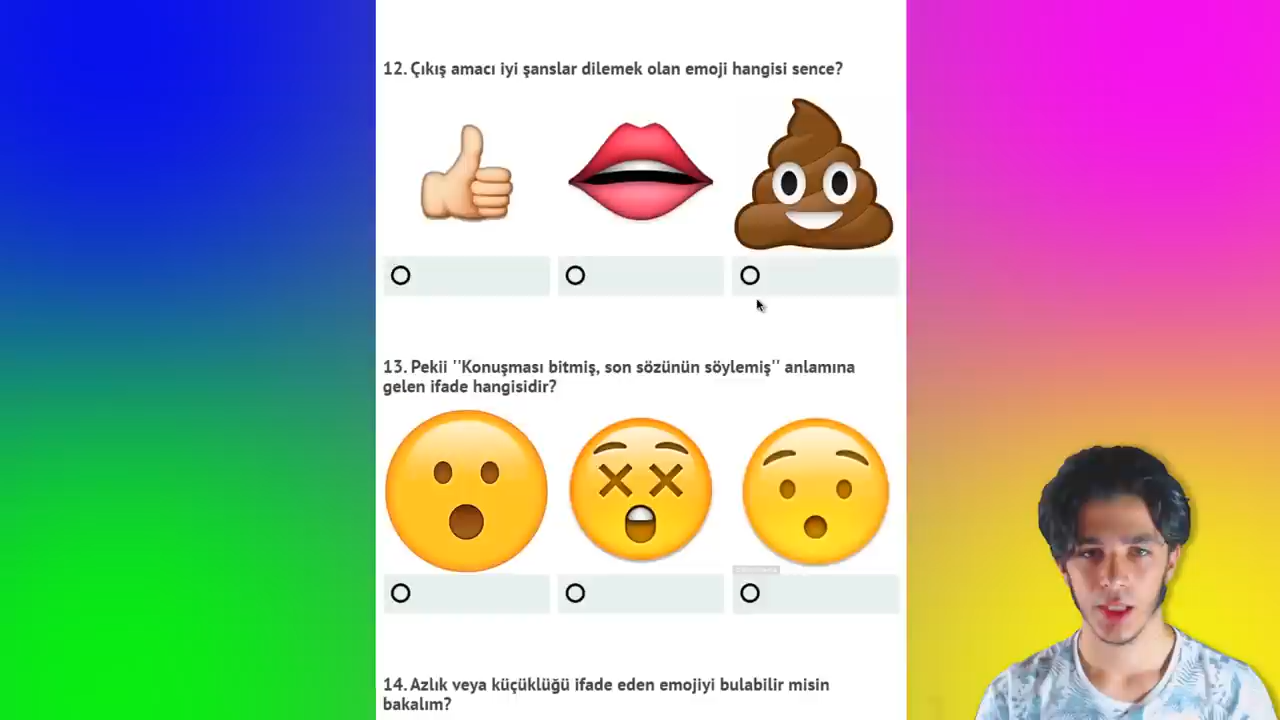 12. Çıkış amacı iyi şanslar dilemek olan emoji hangisi sence?
13. Pekii ''Konuşması bitmiş, son sözünün söylemiş'' anlamına
gelen ifade hangisidir?
14. Azlık veya küçüklüğü ifade eden emojiyi bulabilir misin
bakalım?